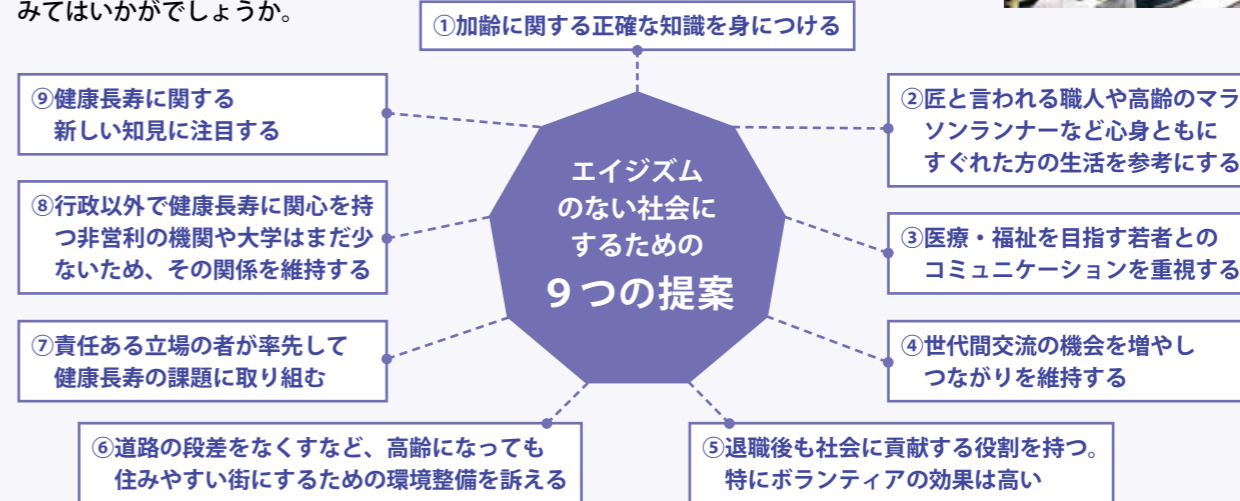 みてはいかがでしょうか。
①加齢に関する正確な知識を身につける
②匠と言われる職人や高齢のマラ
ソンランナーなど心身ともに
すぐれた方の生活を参考にする
③医療・福祉を目指す若者との
コミュニケーションを重視する
④世代間交流の機会を増やし
つながりを維持する
⑤退職後も社会に貢献する役割を持つ。
特にボランティアの効果は高い
⑥道路の段差をなくすなど、高齢になっても
住みやすい街にするための環境整備を訴える
⑦責任ある立場の者が率先して
健康長寿の課題に取り組む
⑧行政以外で健康長寿に関心を持
つ非営利の機関や大学はまだ少
ないため、その関係を維持する
⑨健康長寿に関する
新しい知見に注目する
エイジズム
のない社会に
するための
9つの提案